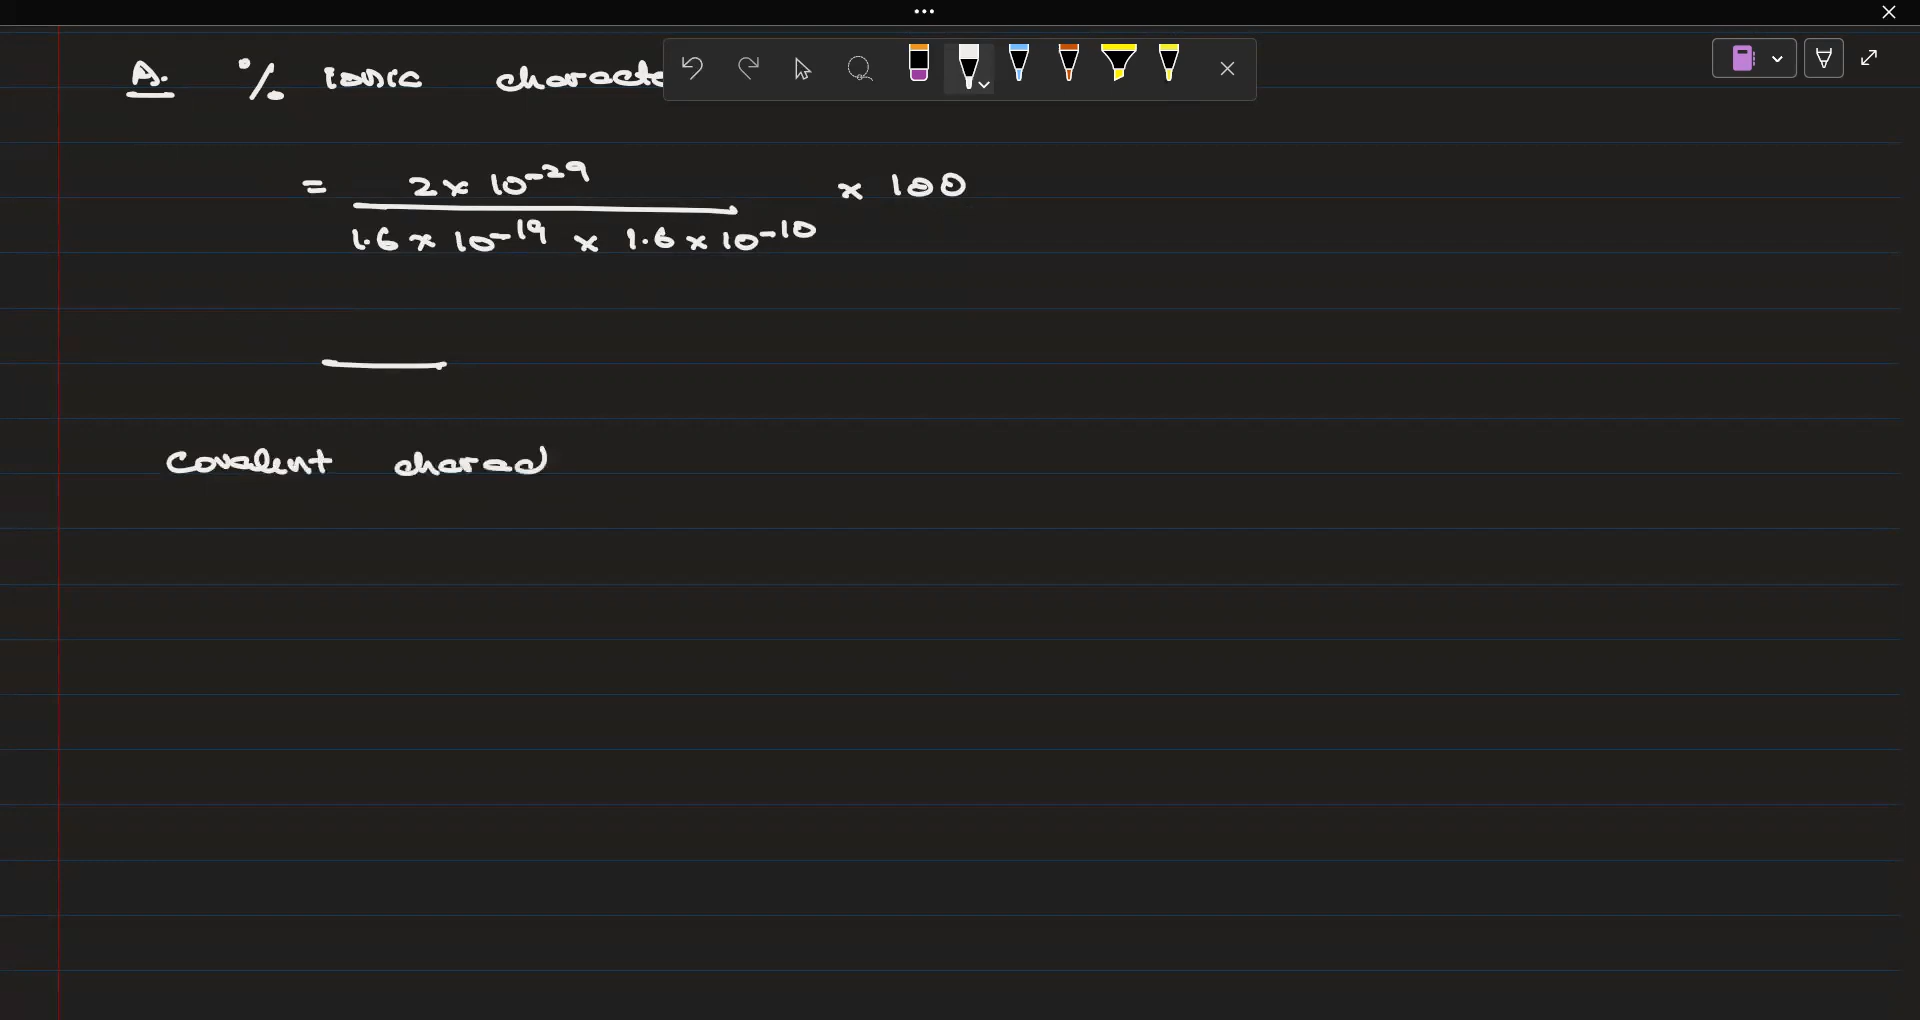 A. % ionic characte
= 2 x 10-29 x 100
1.6 x 10-19 x 1.6 x 10-10
covalent charac